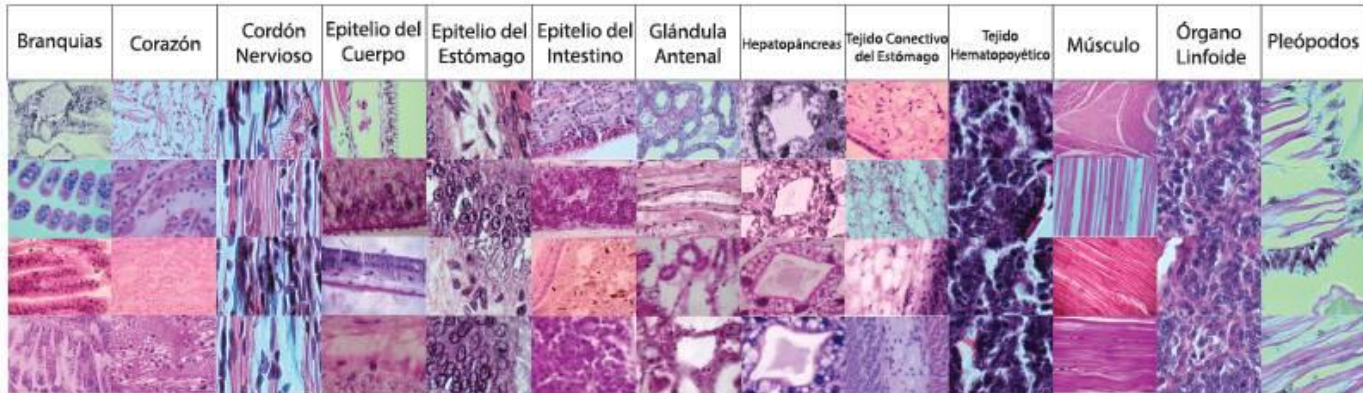 Branquias
Corazón
Cordón
Nervioso
Epitelio del
Cuerpo
Epitelio del
Estómago
Epitelio del
Intestino
Glándula
Antenal
Hepatopáncreas
Tejido Conectivo
del Estómago
Tejido
Hematopoyético
Músculo
Órgano
Linfoide
Pleópodos